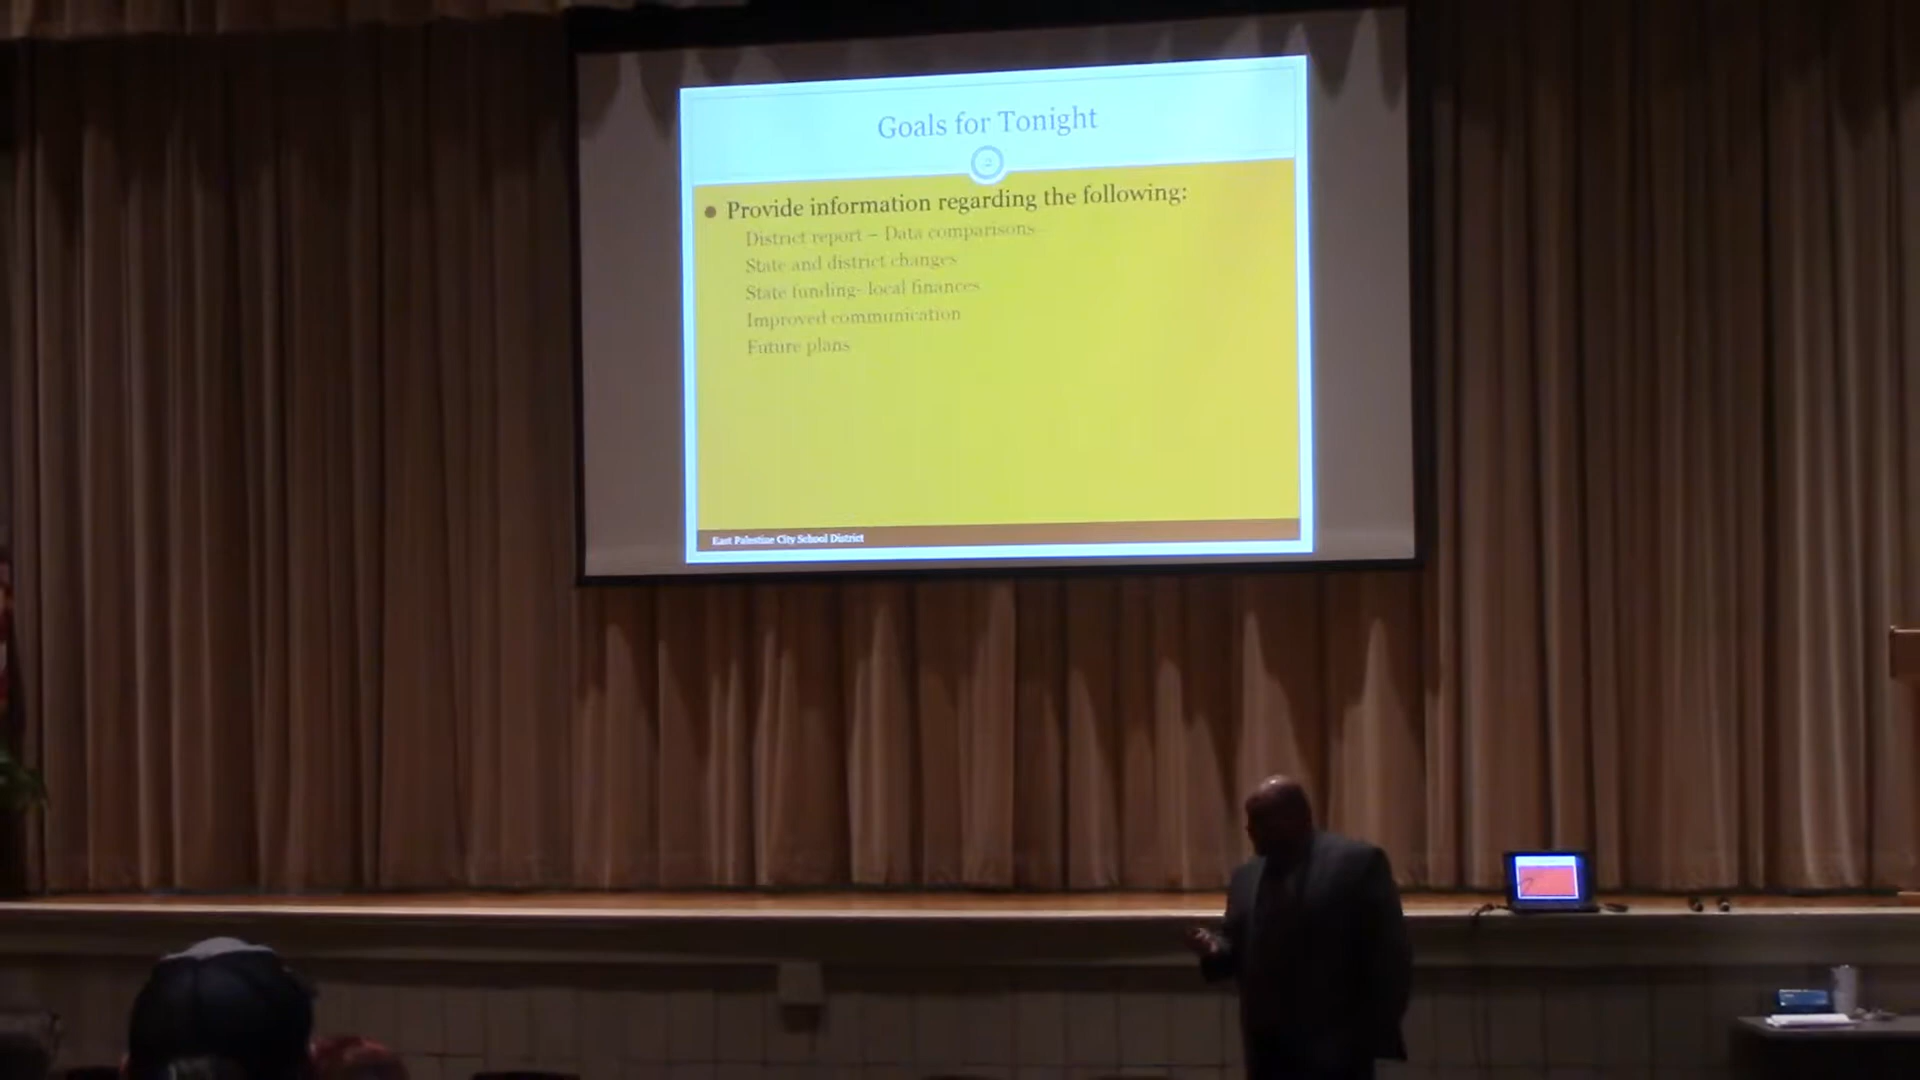 Goals for Tonight
2
Provide information regarding the following:
District report – Data comparisons
State and district changes
State funding- local finances
Improved communication
Future plans
East Palestine City School District